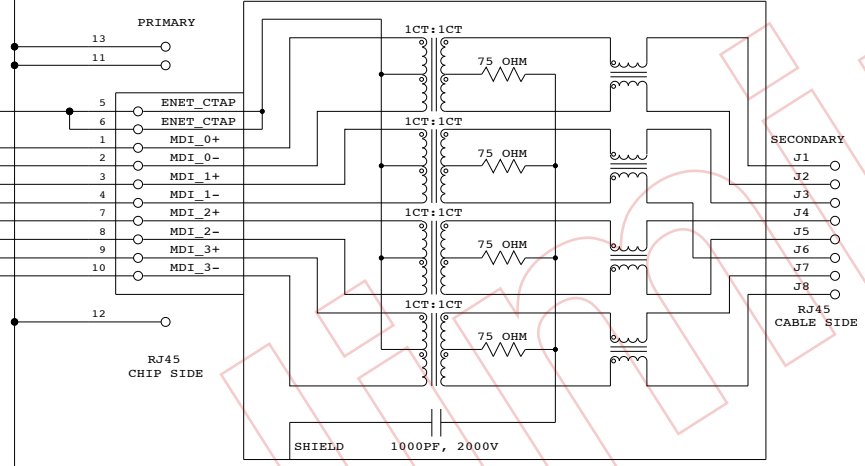 PRIMARY
13
11
5 ENET_CTAP
6 ENET_CTAP
1 MDI_0+
2 MDI_0-
3 MDI_1+
4 MDI_1-
7 MDI_2+
8 MDI_2-
9 MDI_3+
10 MDI_3-
12
RJ45
CHIP SIDE
1CT:1CT
75 OHM
1CT:1CT
75 OHM
1CT:1CT
75 OHM
1CT:1CT
75 OHM
SHIELD
1000PF, 2000V
SECONDARY
J1
J2
J3
J4
J5
J6
J7
J8
RJ45
CABLE SIDE